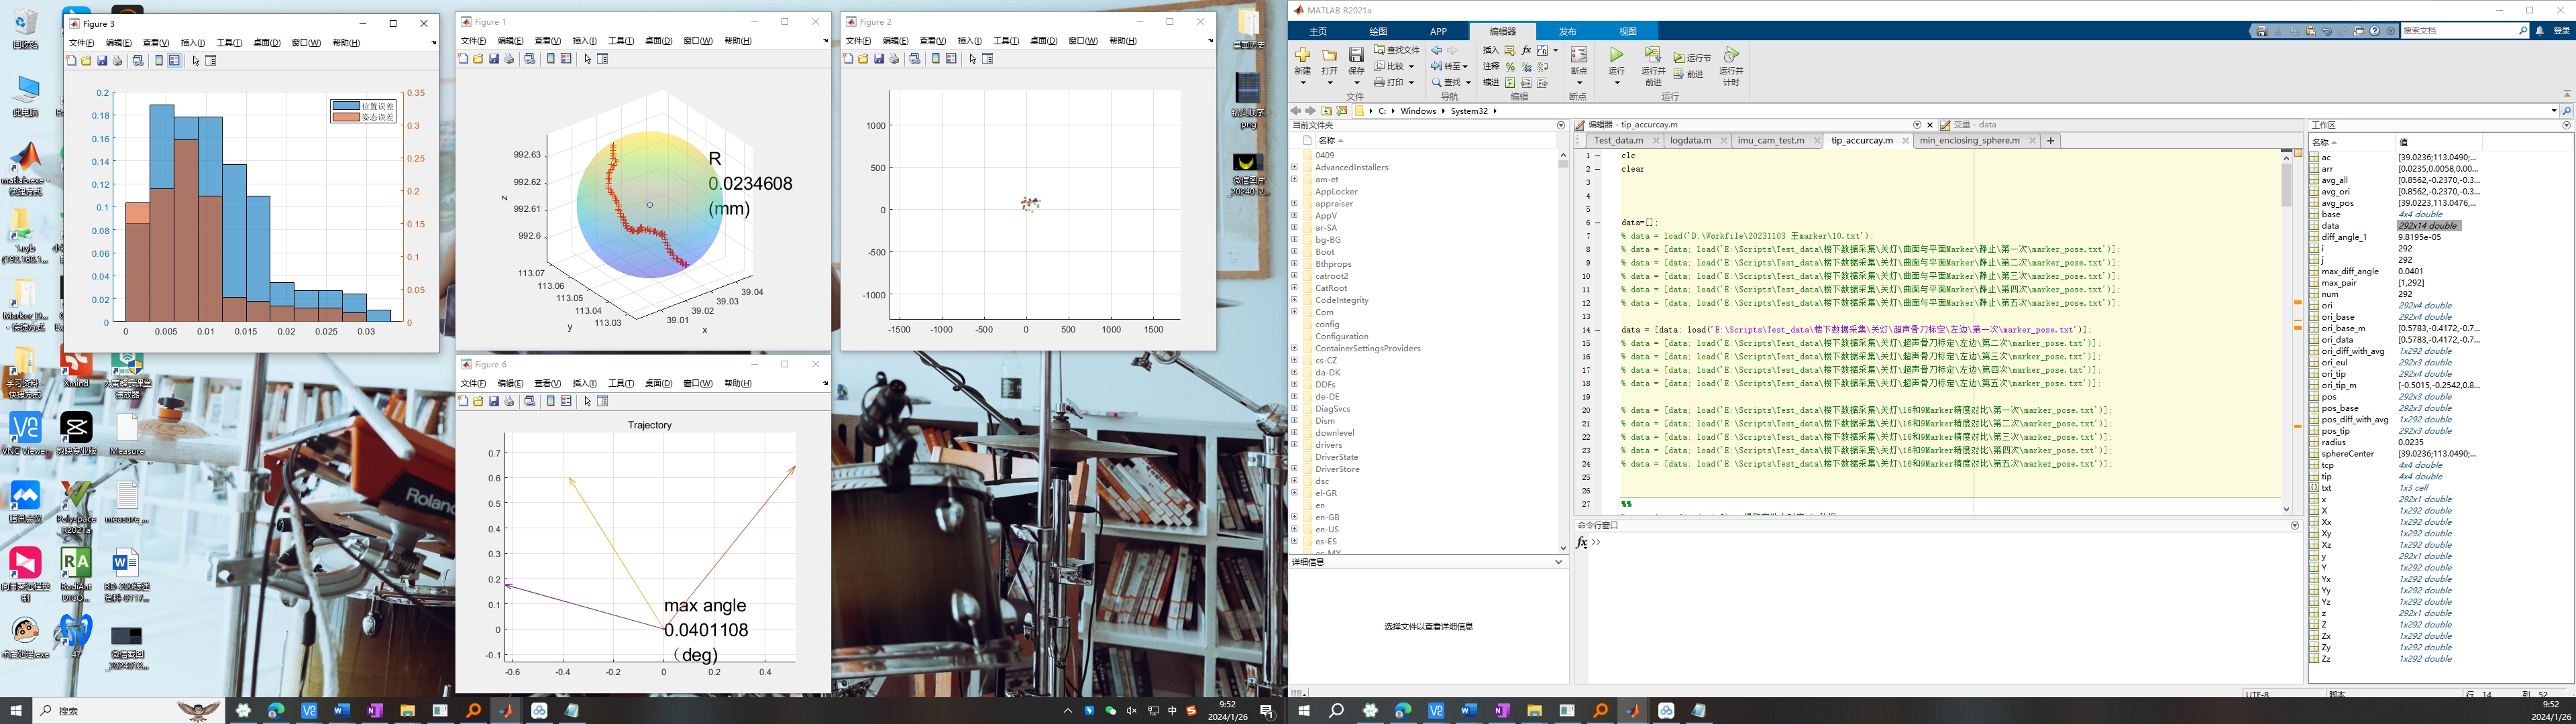 Figure 3
文件(F) 编辑(E) 查看(V) 插入(I) 工具(T) 桌面(D) 窗口(W) 帮助(H)
0.2
0.18
0.16
0.14
0.12
0.1
0.08
0.06
0.04
0.02
0
0.35
0.3
0.25
0.2
0.15
0.1
0.05
0
位置误差
姿态误差
0 0.005 0.01 0.015 0.02 0.025 0.03
Figure 1
文件(F) 编辑(E) 查看(V) 插入(I) 工具(T) 桌面(D) 窗口(W) 帮助(H)
992.63
992.62
992.61
992.6
z
113.07
113.06
113.05
113.04
113.03
y
39.04
39.03
39.02
39.01
x
R
0.0234608
(mm)
Figure 2
文件(F) 编辑(E) 查看(V) 插入(I) 工具(T) 桌面(D) 窗口(W) 帮助(H)
1000
500
0
-500
-1000
-1500 -1000 -500 0 500 1000 1500
Figure 6
文件(F) 编辑(E) 查看(V) 插入(I) 工具(T) 桌面(D) 窗口(W) 帮助(H)
Trajectory
0.7
0.6
0.5
0.4
0.3
0.2
0.1
0
-0.1
-0.6 -0.4 -0.2 0 0.2 0.4
max angle
0.0401108
(deg)
回收站
此电脑
VNC Viewer
Xmind
Measure
腾讯会议
Polyspace R2021a
measure_...
RadiAnt DICO...
47
搜索
中
9:52
2024/1/26
MATLAB R2021a
主页 绘图 APP 编辑器 发布 视图
搜索文档
登录
新建 打开 保存
查找文件
比较
打印
文件
转至
查找
导航
插入
注释
缩进
编辑
断点
断点
运行
运行并前进
运行节
前进
运行并计时
运行
C: Windows System32
当前文件夹
名称
0409
AdvancedInstallers
am-et
AppLocker
appraiser
AppV
ar-SA
bg-BG
Boot
Bthprops
catroot2
CatRoot
CodeIntegrity
Com
config
Configuration
ContainerSettingsProviders
cs-CZ
da-DK
DDFs
de-DE
DiagSvcs
Dism
downlevel
drivers
DriverState
DriverStore
dsc
el-GR
en
en-GB
en-US
es-ES
es-MX
详细信息
选择文件以查看详细信息
编辑器 - tip_accurcay.m
变量 - data
Test_data.m logdata.m imu_cam_test.m tip_accurcay.m min_enclosing_sphere.m
1 clc
2 clear
3
4
5
6 data=[];
7 % data = load('D:\Workfile\20231103 王marker\10.txt');
8 % data = [data; load('E:\Scripts\Test_data\楼下数据采集\关灯\曲面与平面Marker\静止\第一次\marker_pose.txt')];
9 % data = [data; load('E:\Scripts\Test_data\楼下数据采集\关灯\曲面与平面Marker\静止\第二次\marker_pose.txt')];
10 % data = [data; load('E:\Scripts\Test_data\楼下数据采集\关灯\曲面与平面Marker\静止\第三次\marker_pose.txt')];
11 % data = [data; load('E:\Scripts\Test_data\楼下数据采集\关灯\曲面与平面Marker\静止\第四次\marker_pose.txt')];
12 % data = [data; load('E:\Scripts\Test_data\楼下数据采集\关灯\曲面与平面Marker\静止\第五次\marker_pose.txt')];
13
14 data = [data; load('E:\Scripts\Test_data\楼下数据采集\关灯\超声骨刀标定\左边\第一次\marker_pose.txt')];
15 % data = [data; load('E:\Scripts\Test_data\楼下数据采集\关灯\超声骨刀标定\左边\第二次\marker_pose.txt')];
16 % data = [data; load('E:\Scripts\Test_data\楼下数据采集\关灯\超声骨刀标定\左边\第三次\marker_pose.txt')];
17 % data = [data; load('E:\Scripts\Test_data\楼下数据采集\关灯\超声骨刀标定\左边\第四次\marker_pose.txt')];
18 % data = [data; load('E:\Scripts\Test_data\楼下数据采集\关灯\超声骨刀标定\左边\第五次\marker_pose.txt')];
19
20 % data = [data; load('E:\Scripts\Test_data\楼下数据采集\关灯\16和9Marker精度对比\第一次\marker_pose.txt')];
21 % data = [data; load('E:\Scripts\Test_data\楼下数据采集\关灯\16和9Marker精度对比\第二次\marker_pose.txt')];
22 % data = [data; load('E:\Scripts\Test_data\楼下数据采集\关灯\16和9Marker精度对比\第三次\marker_pose.txt')];
23 % data = [data; load('E:\Scripts\Test_data\楼下数据采集\关灯\16和9Marker精度对比\第四次\marker_pose.txt')];
24 % data = [data; load('E:\Scripts\Test_data\楼下数据采集\关灯\16和9Marker精度对比\第五次\marker_pose.txt')];
25
26
27 %%
命令行窗口
fx >>
工作区
名称 值
ac [39.0236;113.0490;...
arr [0.0235,0.0058,0.00...
avg_all [0.8562,-0.2370,-0.3...
avg_ori [0.8562,-0.2370,-0.3...
avg_pos [39.0223,113.0476,...
base 4x4 double
data 292x14 double
diff_angle_1 9.8195e-05
i 292
j 292
max_diff_angle 0.0401
max_pair [1,292]
num 292
ori 292x4 double
ori_base 292x4 double
ori_base_m [0.5783,-0.4172,-0.7...
ori_data [0.5783,-0.4172,-0.7...
ori_diff_with_avg 1x292 double
ori_eul 292x3 double
ori_tip 292x4 double
ori_tip_m [-0.5015,-0.2542,0.8...
pos 292x3 double
pos_base 292x3 double
pos_diff_with_avg 1x292 double
pos_tip 292x3 double
radius 0.0235
sphereCenter [39.0236;113.0490;...
tcp 4x4 double
tip 4x4 double
txt 1x3 cell
x 292x1 double
X 1x292 double
Xx 1x292 double
Xy 1x292 double
Xz 1x292 double
y 292x1 double
Y 1x292 double
Yx 1x292 double
Yy 1x292 double
Yz 1x292 double
z 292x1 double
Z 1x292 double
Zx 1x292 double
Zy 1x292 double
Zz 1x292 double
UTF-8 脚本 行 14 列 52
9:52
2024/1/26